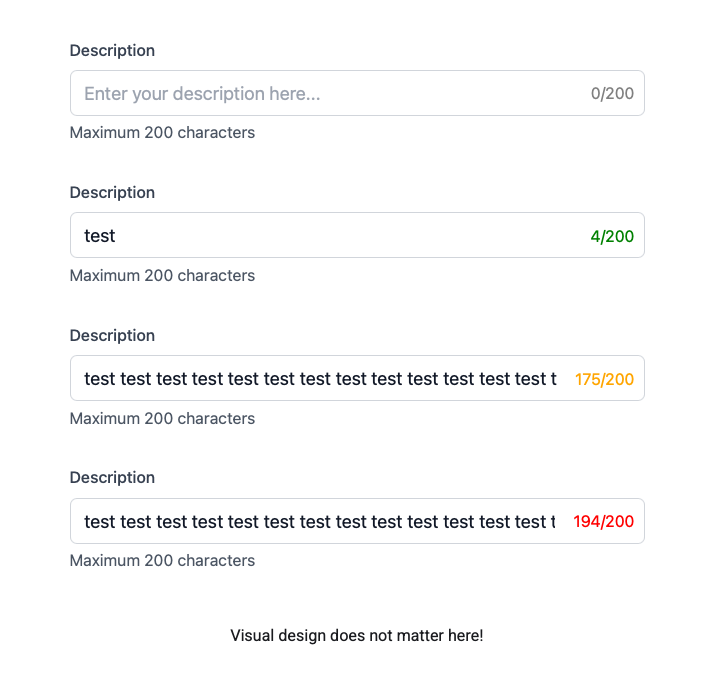 Description
Enter your description here... 0/200
Maximum 200 characters
Description
test 4/200
Maximum 200 characters
Description
test test test test test test test test test test test test test t 175/200
Maximum 200 characters
Description
test test test test test test test test test test test test test t 194/200
Maximum 200 characters
Visual design does not matter here!